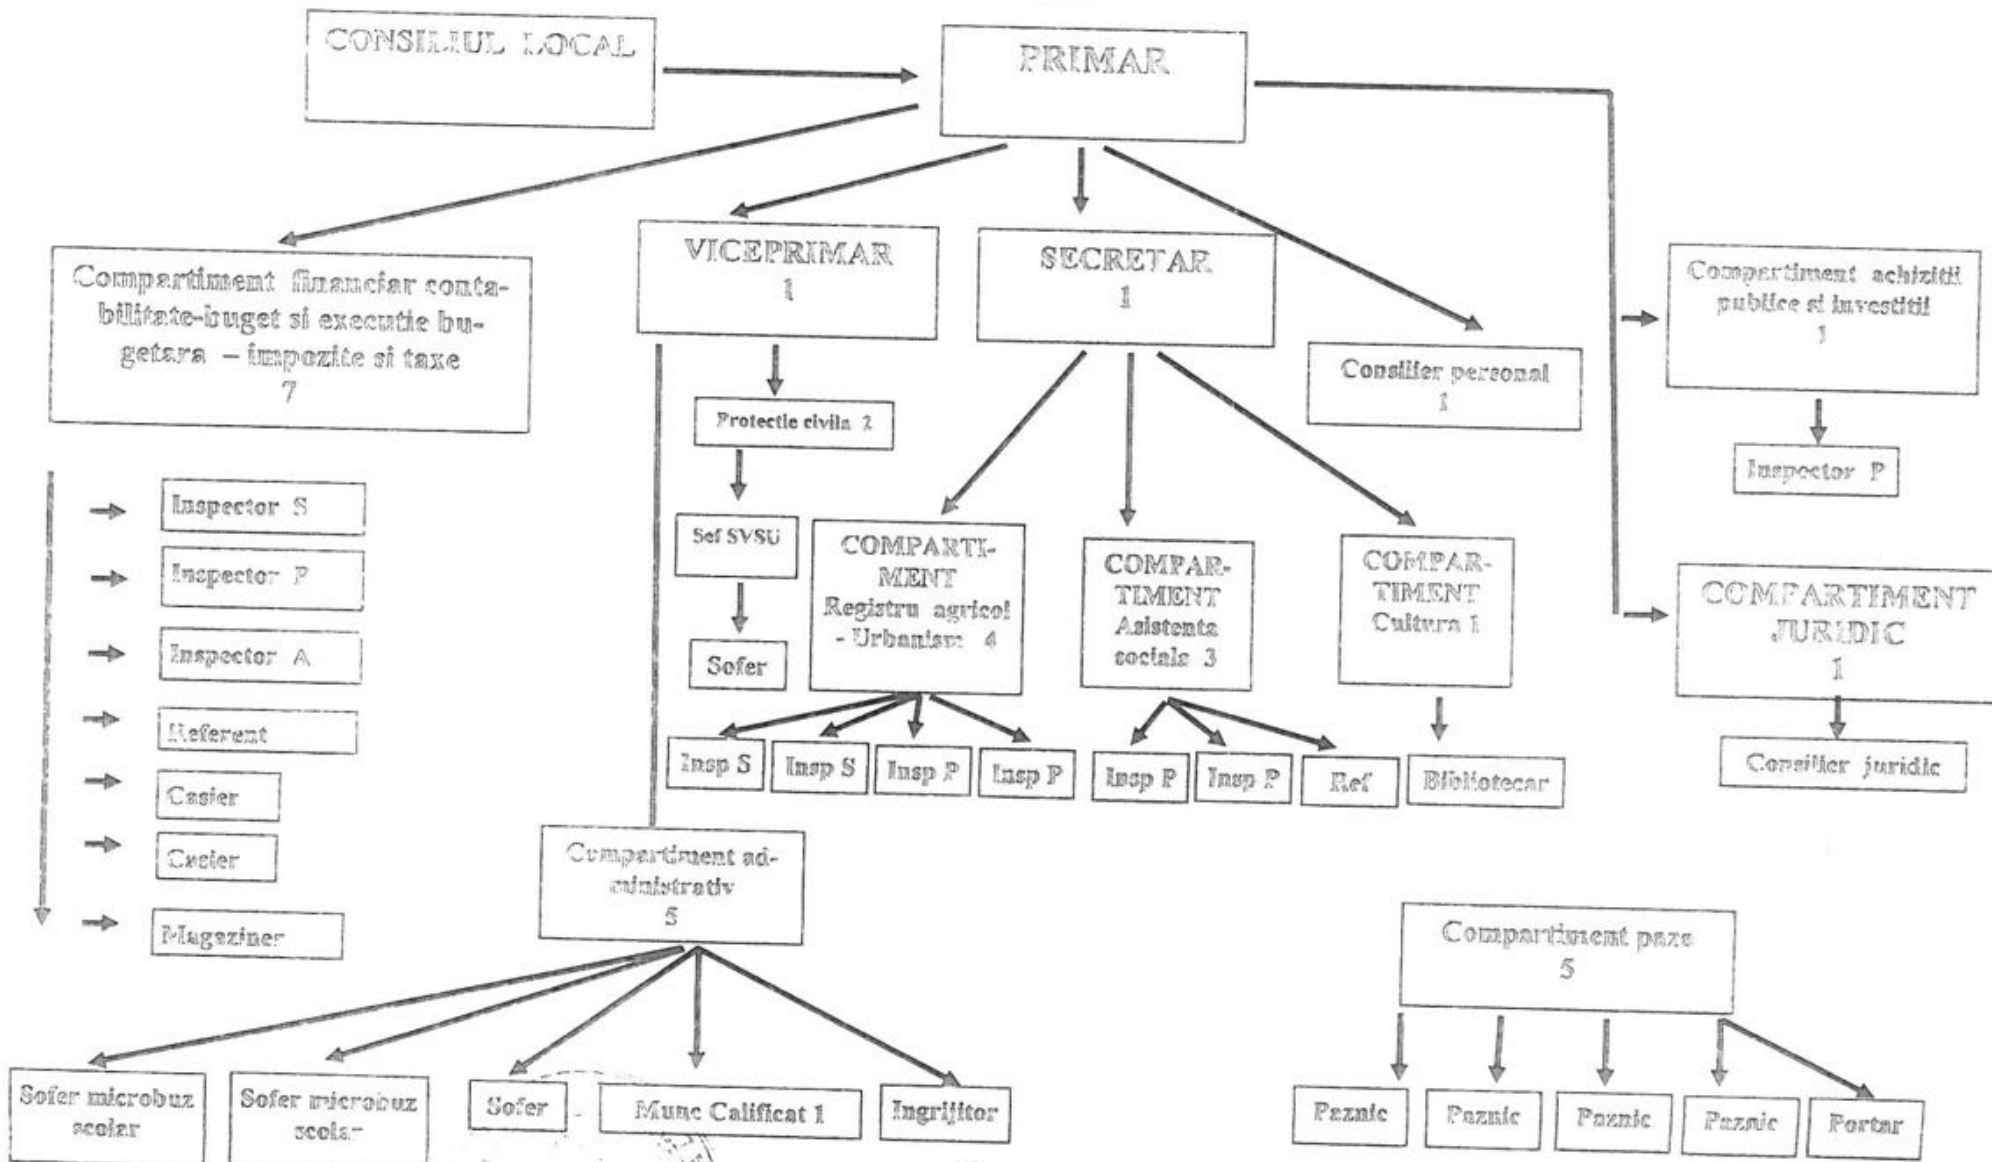 CONSILIUL LOCAL
PRIMAR
Compartiment financiar conta-
bilitate-buget si executie bu-
getara – impozite si taxe
7
VICEPRIMAR
1
SECRETAR
1
Consilier personal
1
Compartiment achizitii
publice si investitii
1
Inspector P
Protectie civila 2
Sef SVSU
Sofer
Inspector S
Inspector P
Inspector A
Referent
Casier
Casier
Magaziner
COMPARTI-
MENT
Registru agricol
- Urbanism 4
COMPAR-
TIMENT
Asistenta
sociala 3
COMPAR-
TIMENT
Cultura 1
COMPARTIMENT
JURIDIC
1
Consilier juridic
Insp S
Insp S
Insp P
Insp P
Insp P
Insp P
Ref
Bibliotecar
Compartiment ad-
ministrativ
5
Sofer microbuz
scolar
Sofer microbuz
scolar
Sofer
Munc Calificat 1
Ingrijitor
Compartiment paza
5
Paznic
Paznic
Paznic
Paznic
Portar